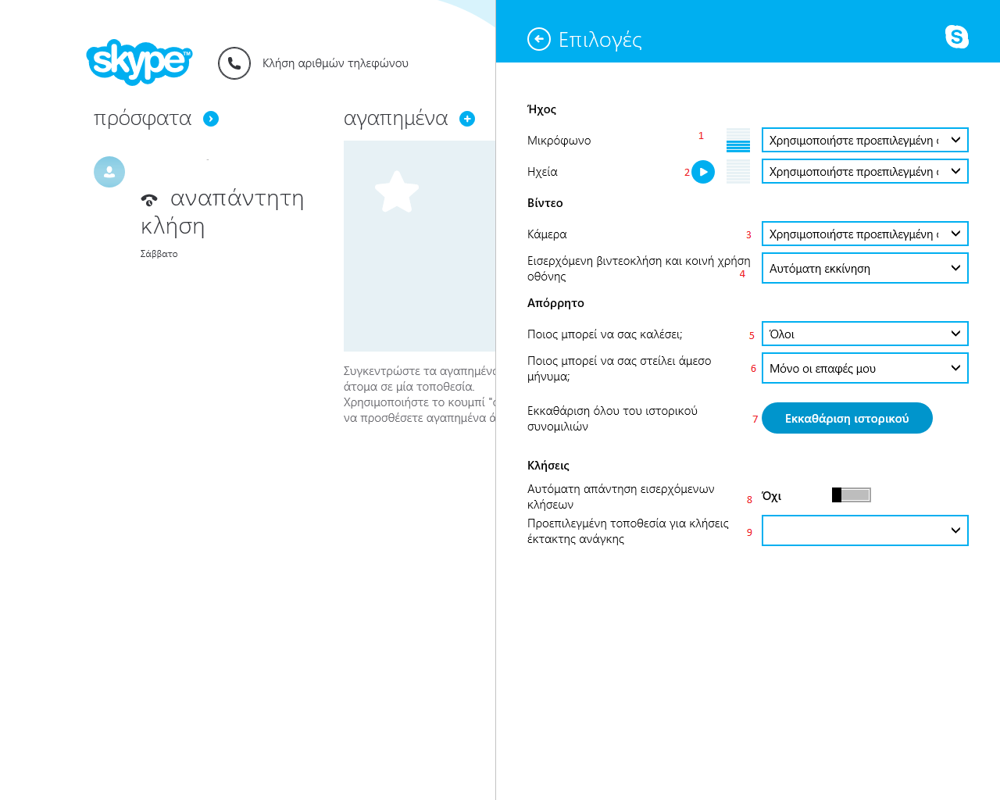 skype™
Κλήση αριθμών τηλεφώνου
πρόσφατα
αναπάντητη
κλήση
Σάββατο
αγαπημένα
Συγκεντρώστε τα αγαπημένα
άτομα σε μία τοποθεσία.
Χρησιμοποιήστε το κουμπί "α
να προσθέσετε αγαπημένα ά
Επιλογές
Ήχος
Μικρόφωνο 1 Χρησιμοποιήστε προεπιλεγμένη σ
Ηχεία 2 Χρησιμοποιήστε προεπιλεγμένη σ
Βίντεο
Κάμερα 3 Χρησιμοποιήστε προεπιλεγμένη σ
Εισερχόμενη βιντεοκλήση και κοινή χρήση
οθόνης 4 Αυτόματη εκκίνηση
Απόρρητο
Ποιος μπορεί να σας καλέσει; 5 Όλοι
Ποιος μπορεί να σας στείλει άμεσο
μήνυμα; 6 Μόνο οι επαφές μου
Εκκαθάριση όλου του ιστορικού
συνομιλιών 7 Εκκαθάριση ιστορικού
Κλήσεις
Αυτόματη απάντηση εισερχόμενων
κλήσεων 8 Όχι
Προεπιλεγμένη τοποθεσία για κλήσεις
έκτακτης ανάγκης 9